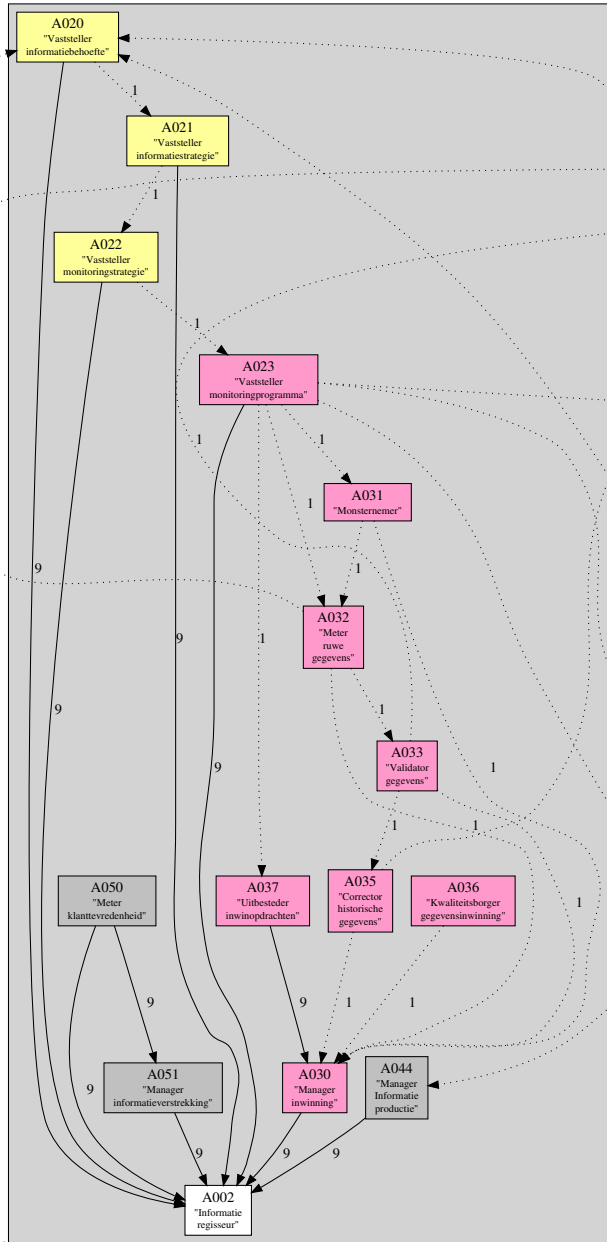 A020
"Vaststeller
informatiebehoefte"
1
A021
"Vaststeller
informatiestrategie"
1
A022
"Vaststeller
monitoringstrategie"
1
A023
"Vaststeller
monitoringprogramma"
1
1
A031
"Monsternemer"
1
1
9
A032
"Meter
ruwe
gegevens"
1
9
9
1
A033
"Validator
gegevens"
9
1
1
1
A050
"Meter
klanttevredenheid"
A037
"Uitbesteder
inwinopdrachten"
A035
"Corrector
historische
gegevens"
A036
"Kwaliteitsborger
gegevensinwinning"
1
9
9
1
1
9
A051
"Manager
informatieverstrekking"
A030
"Manager
inwinning"
A044
"Manager
Informatie
productie"
9
9
9
A002
"Informatie
regisseur"